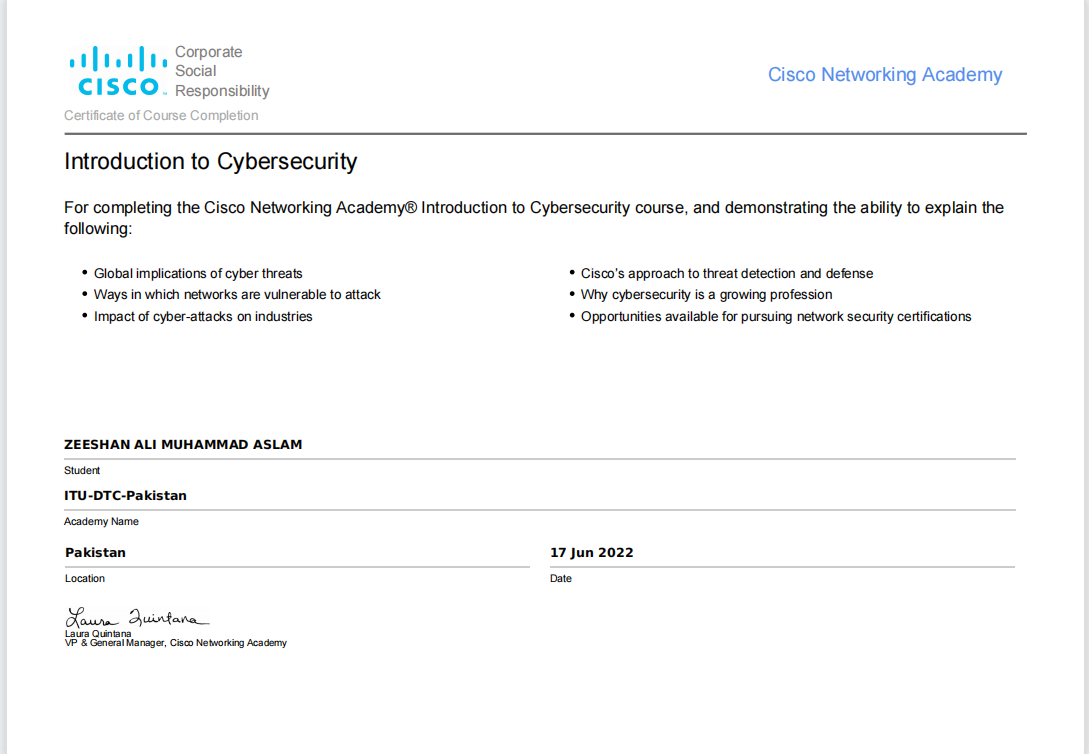 CISCO
Corporate
Social
Responsibility
Cisco Networking Academy
Certificate of Course Completion
Introduction to Cybersecurity
For completing the Cisco Networking Academy® Introduction to Cybersecurity course, and demonstrating the ability to explain the
following:
• Global implications of cyber threats
• Ways in which networks are vulnerable to attack
• Impact of cyber-attacks on industries
• Cisco's approach to threat detection and defense
• Why cybersecurity is a growing profession
• Opportunities available for pursuing network security certifications
ZEESHAN ALI MUHAMMAD ASLAM
Student
ITU-DTC-Pakistan
Academy Name
Pakistan
Location
17 Jun 2022
Date
Laura Quintana
Laura Quintana
VP & General Manager, Cisco Networking Academy